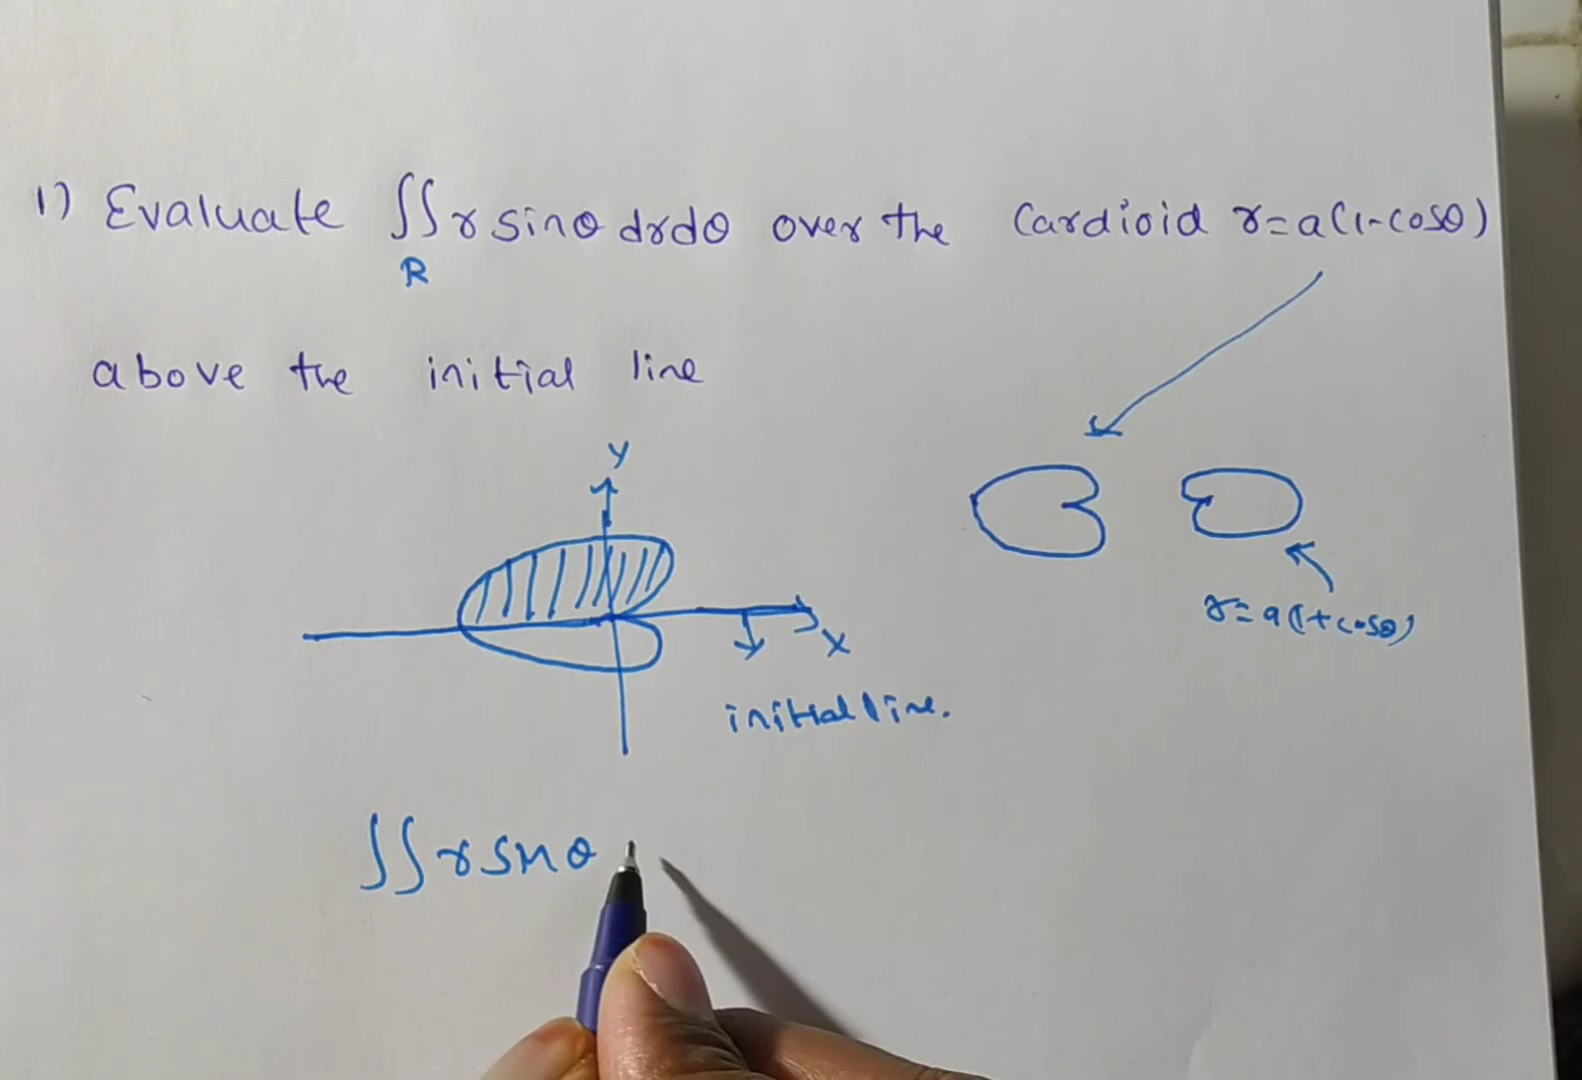 1) Evaluate ∬ r sinθ drdθ over the Cardioid r=a(1-cosθ)
R
above the initial line
y
x
initial line.
r=a(1+cosθ)
∬ r sinθ